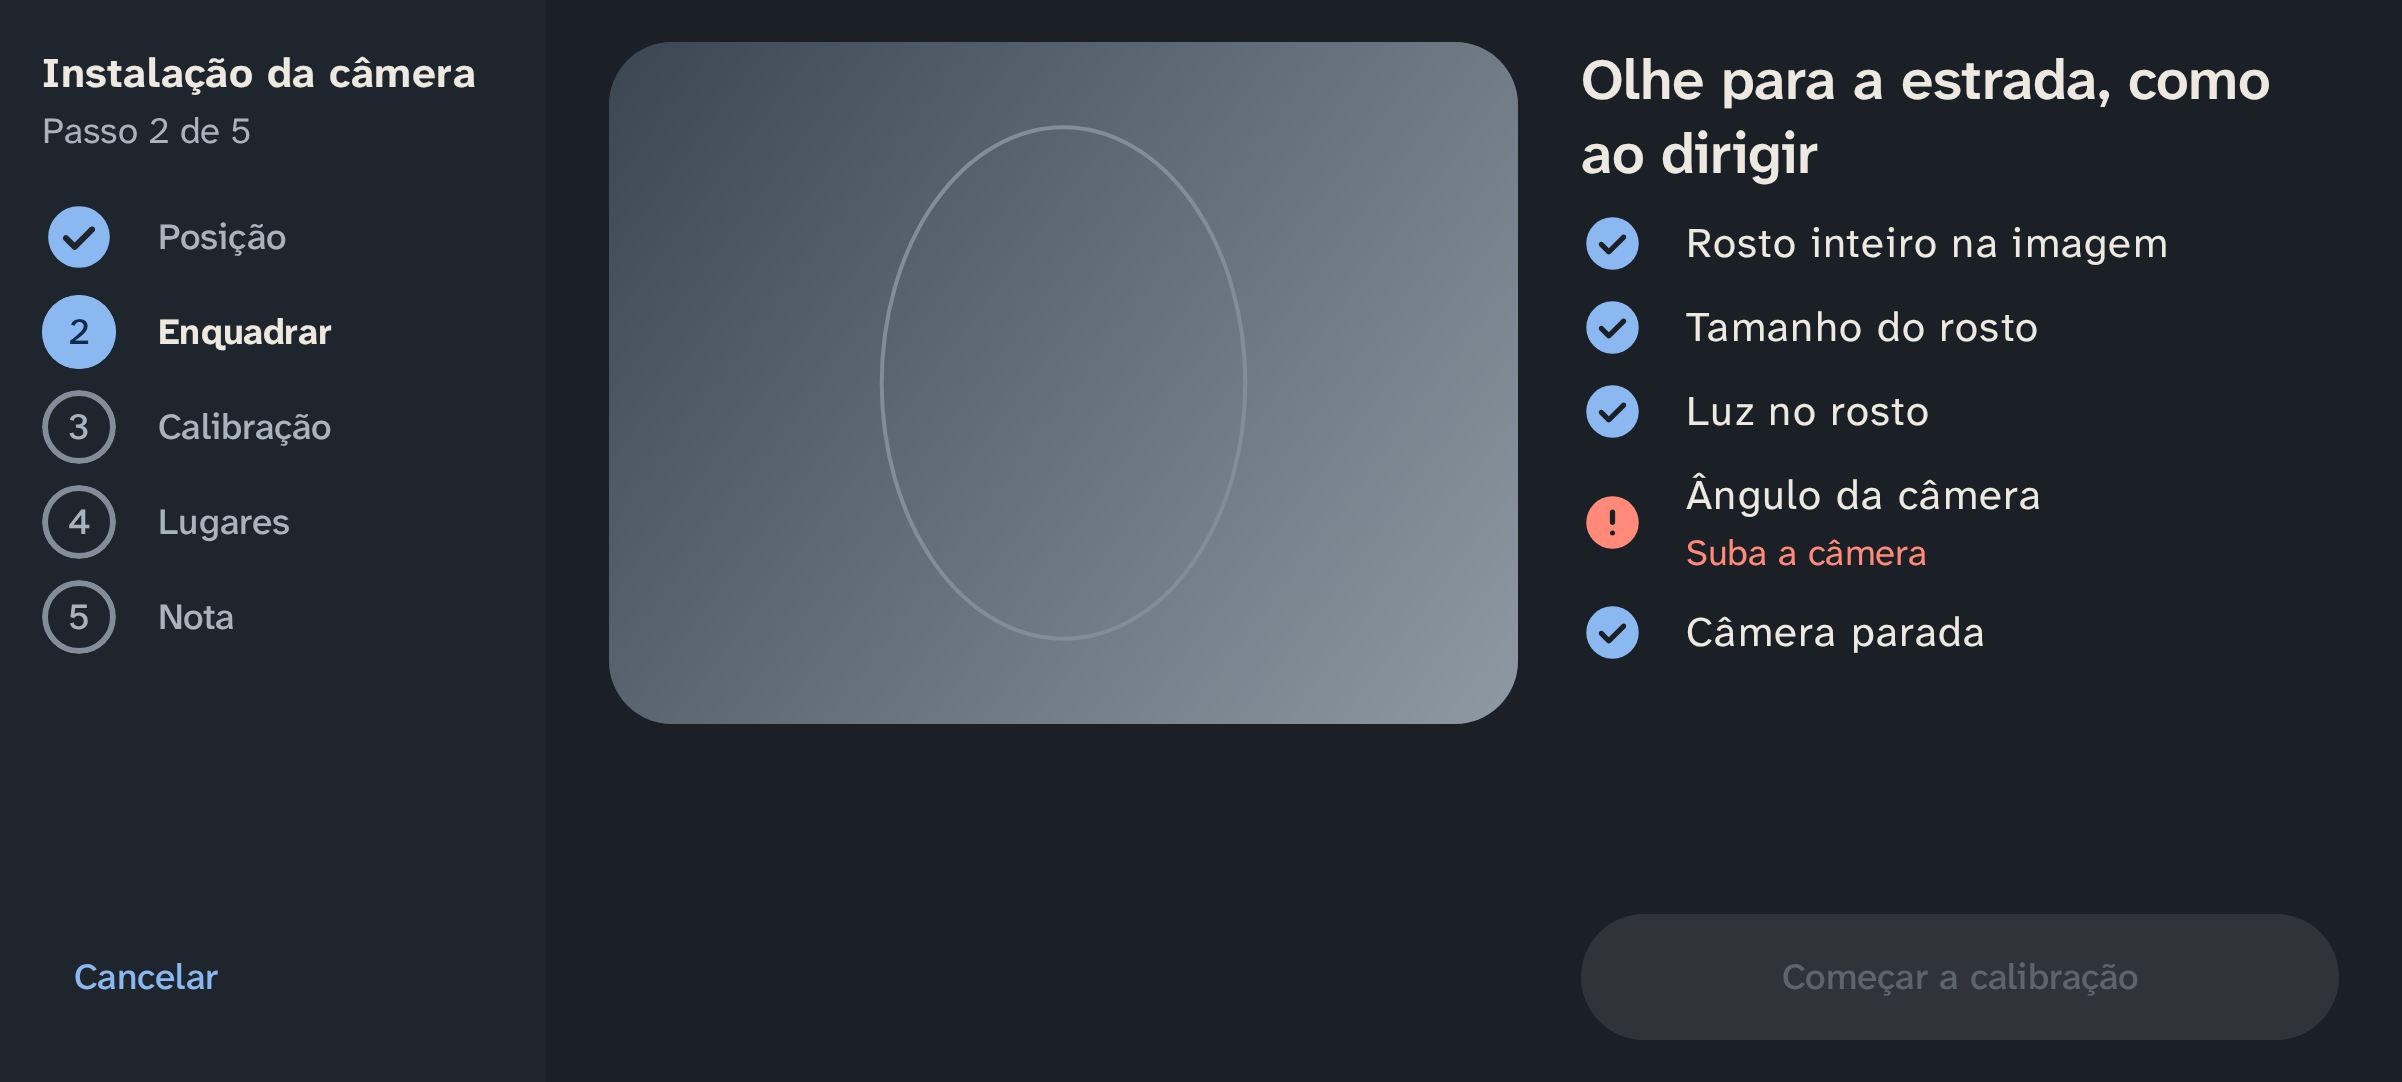 Instalação da câmera
Passo 2 de 5
Posição
2 Enquadrar
3 Calibração
4 Lugares
5 Nota
Cancelar
Olhe para a estrada, como
ao dirigir
Rosto inteiro na imagem
Tamanho do rosto
Luz no rosto
Ângulo da câmera
Suba a câmera
Câmera parada
Começar a calibração